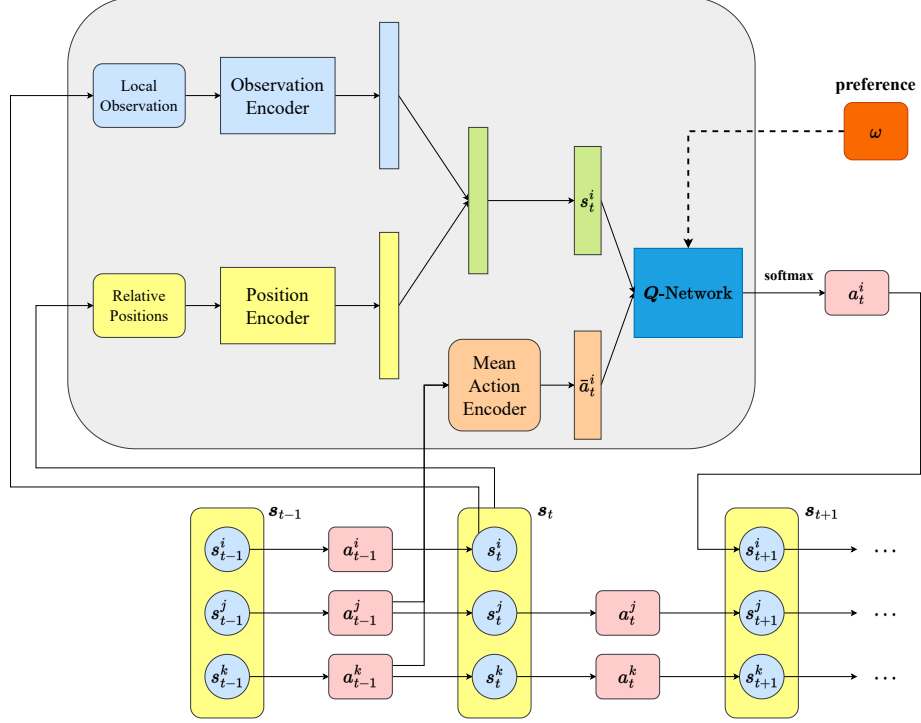 Local
Observation
Observation
Encoder
preference
ω
s_t^i
Relative
Positions
Position
Encoder
Q-Network
softmax
a_t^i
Mean
Action
Encoder
ā_t^i
s_{t−1}
s_t
s_{t+1}
s_{t−1}^i
a_{t−1}^i
s_t^i
s_{t+1}^i
...
s_{t−1}^j
a_{t−1}^j
s_t^j
a_t^j
s_{t+1}^j
...
s_{t−1}^k
a_{t−1}^k
s_t^k
a_t^k
s_{t+1}^k
...